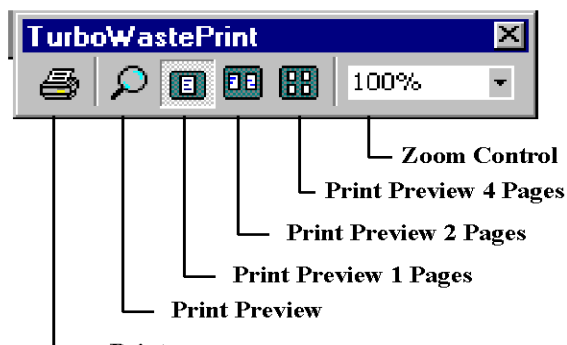 TurboWastePrint
100%
Zoom Control
Print Preview 4 Pages
Print Preview 2 Pages
Print Preview 1 Pages
Print Preview